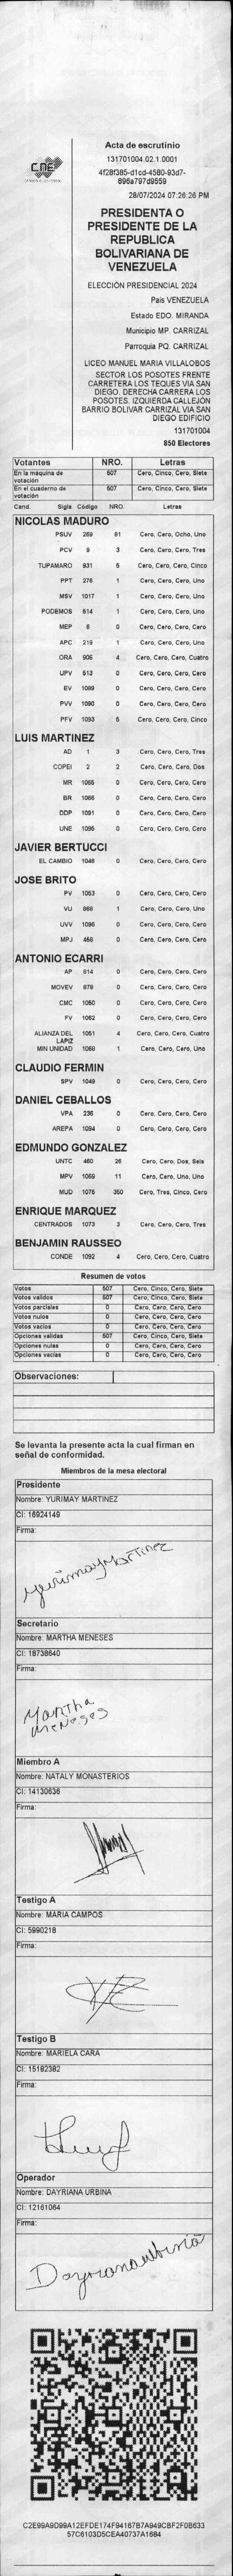 CNE
Acta de escrutinio
131701004.02.1.0001
4f28f385-d1cd-4580-93d7-
896a797d9559
28/07/2024 07:26:26 PM
PRESIDENTA O
PRESIDENTE DE LA
REPUBLICA
BOLIVARIANA DE
VENEZUELA
ELECCIÓN PRESIDENCIAL 2024
País VENEZUELA
Estado EDO. MIRANDA
Municipio MP. CARRIZAL
Parroquia PQ. CARRIZAL
LICEO MANUEL MARIA VILLALOBOS
SECTOR LOS POSOTES FRENTE
CARRETERA LOS TEQUES VIA SAN
DIEGO. DERECHA CARRERA LOS
POSOTES. IZQUIERDA CALLEJÓN
BARRIO BOLIVAR CARRIZAL VIA SAN
DIEGO EDIFICIO
131701004
850 Electores
Votantes NRO. Letras
En la maquina de votación 507 Cero, Cinco, Cero, Siete
En el cuaderno de votación 507 Cero, Cinco, Cero, Siete
Cand. Sigla Código NRO. Letras
NICOLAS MADURO
PSUV 269 81 Cero, Cero, Ocho, Uno
PCV 9 3 Cero, Cero, Cero, Tres
TUPAMARO 931 5 Cero, Cero, Cero, Cinco
PPT 276 1 Cero, Cero, Cero, Uno
MSV 1017 1 Cero, Cero, Cero, Uno
PODEMOS 514 1 Cero, Cero, Cero, Uno
MEP 6 0 Cero, Cero, Cero, Cero
APC 219 1 Cero, Cero, Cero, Uno
ORA 906 4 Cero, Cero, Cero, Cuatro
UPV 513 0 Cero, Cero, Cero, Cero
EV 1089 0 Cero, Cero, Cero, Cero
PVV 1090 0 Cero, Cero, Cero, Cero
PFV 1093 5 Cero, Cero, Cero, Cinco
LUIS MARTINEZ
AD 1 3 Cero, Cero, Cero, Tres
COPEI 2 2 Cero, Cero, Cero, Dos
MR 1055 0 Cero, Cero, Cero, Cero
BR 1066 0 Cero, Cero, Cero, Cero
DDP 1091 0 Cero, Cero, Cero, Cero
UNE 1095 0 Cero, Cero, Cero, Cero
JAVIER BERTUCCI
EL CAMBIO 1046 0 Cero, Cero, Cero, Cero
JOSE BRITO
PV 1053 0 Cero, Cero, Cero, Cero
VU 868 1 Cero, Cero, Cero, Uno
UVV 1096 0 Cero, Cero, Cero, Cero
MPJ 458 0 Cero, Cero, Cero, Cero
ANTONIO ECARRI
AP 614 0 Cero, Cero, Cero, Cero
MOVEV 879 0 Cero, Cero, Cero, Cero
CMC 1050 0 Cero, Cero, Cero, Cero
FV 1062 0 Cero, Cero, Cero, Cero
ALIANZA DEL LAPIZ 1051 4 Cero, Cero, Cero, Cuatro
MIN UNIDAD 1068 1 Cero, Cero, Cero, Uno
CLAUDIO FERMIN
SPV 1049 0 Cero, Cero, Cero, Cero
DANIEL CEBALLOS
VPA 236 0 Cero, Cero, Cero, Cero
AREPA 1094 0 Cero, Cero, Cero, Cero
EDMUNDO GONZALEZ
UNTC 460 26 Cero, Cero, Dos, Seis
MPV 1069 11 Cero, Cero, Uno, Uno
MUD 1075 350 Cero, Tres, Cinco, Cero
ENRIQUE MARQUEZ
CENTRADOS 1073 3 Cero, Cero, Cero, Tres
BENJAMIN RAUSSEO
CONDE 1092 4 Cero, Cero, Cero, Cuatro
Resumen de votos
Votos 507 Cero, Cinco, Cero, Siete
Votos validos 507 Cero, Cinco, Cero, Siete
Votos parciales 0 Cero, Cero, Cero, Cero
Votos nulos 0 Cero, Cero, Cero, Cero
Votos vacios 0 Cero, Cero, Cero, Cero
Opciones validas 507 Cero, Cinco, Cero, Siete
Opciones nulas 0 Cero, Cero, Cero, Cero
Opciones vacias 0 Cero, Cero, Cero, Cero
Observaciones:
Se levanta la presente acta la cual firman en
señal de conformidad.
Miembros de la mesa electoral
Presidente
Nombre: YURIMAY MARTINEZ
CI: 16924149
Firma:
Yurimay Martinez
Secretario
Nombre: MARTHA MENESES
CI: 18738640
Firma:
Martha
Meneses
Miembro A
Nombre: NATALY MONASTERIOS
CI: 14130636
Firma:
Testigo A
Nombre: MARIA CAMPOS
CI: 5990218
Firma:
Testigo B
Nombre: MARIELA CARA
CI: 15182382
Firma:
Operador
Nombre: DAYRIANA URBINA
CI: 12161064
Firma:
Dayriana urbina
C2E99A9D99A12EFDE174F94167B7A949CBF2F0B633
57C6103D5CEA40737A1684